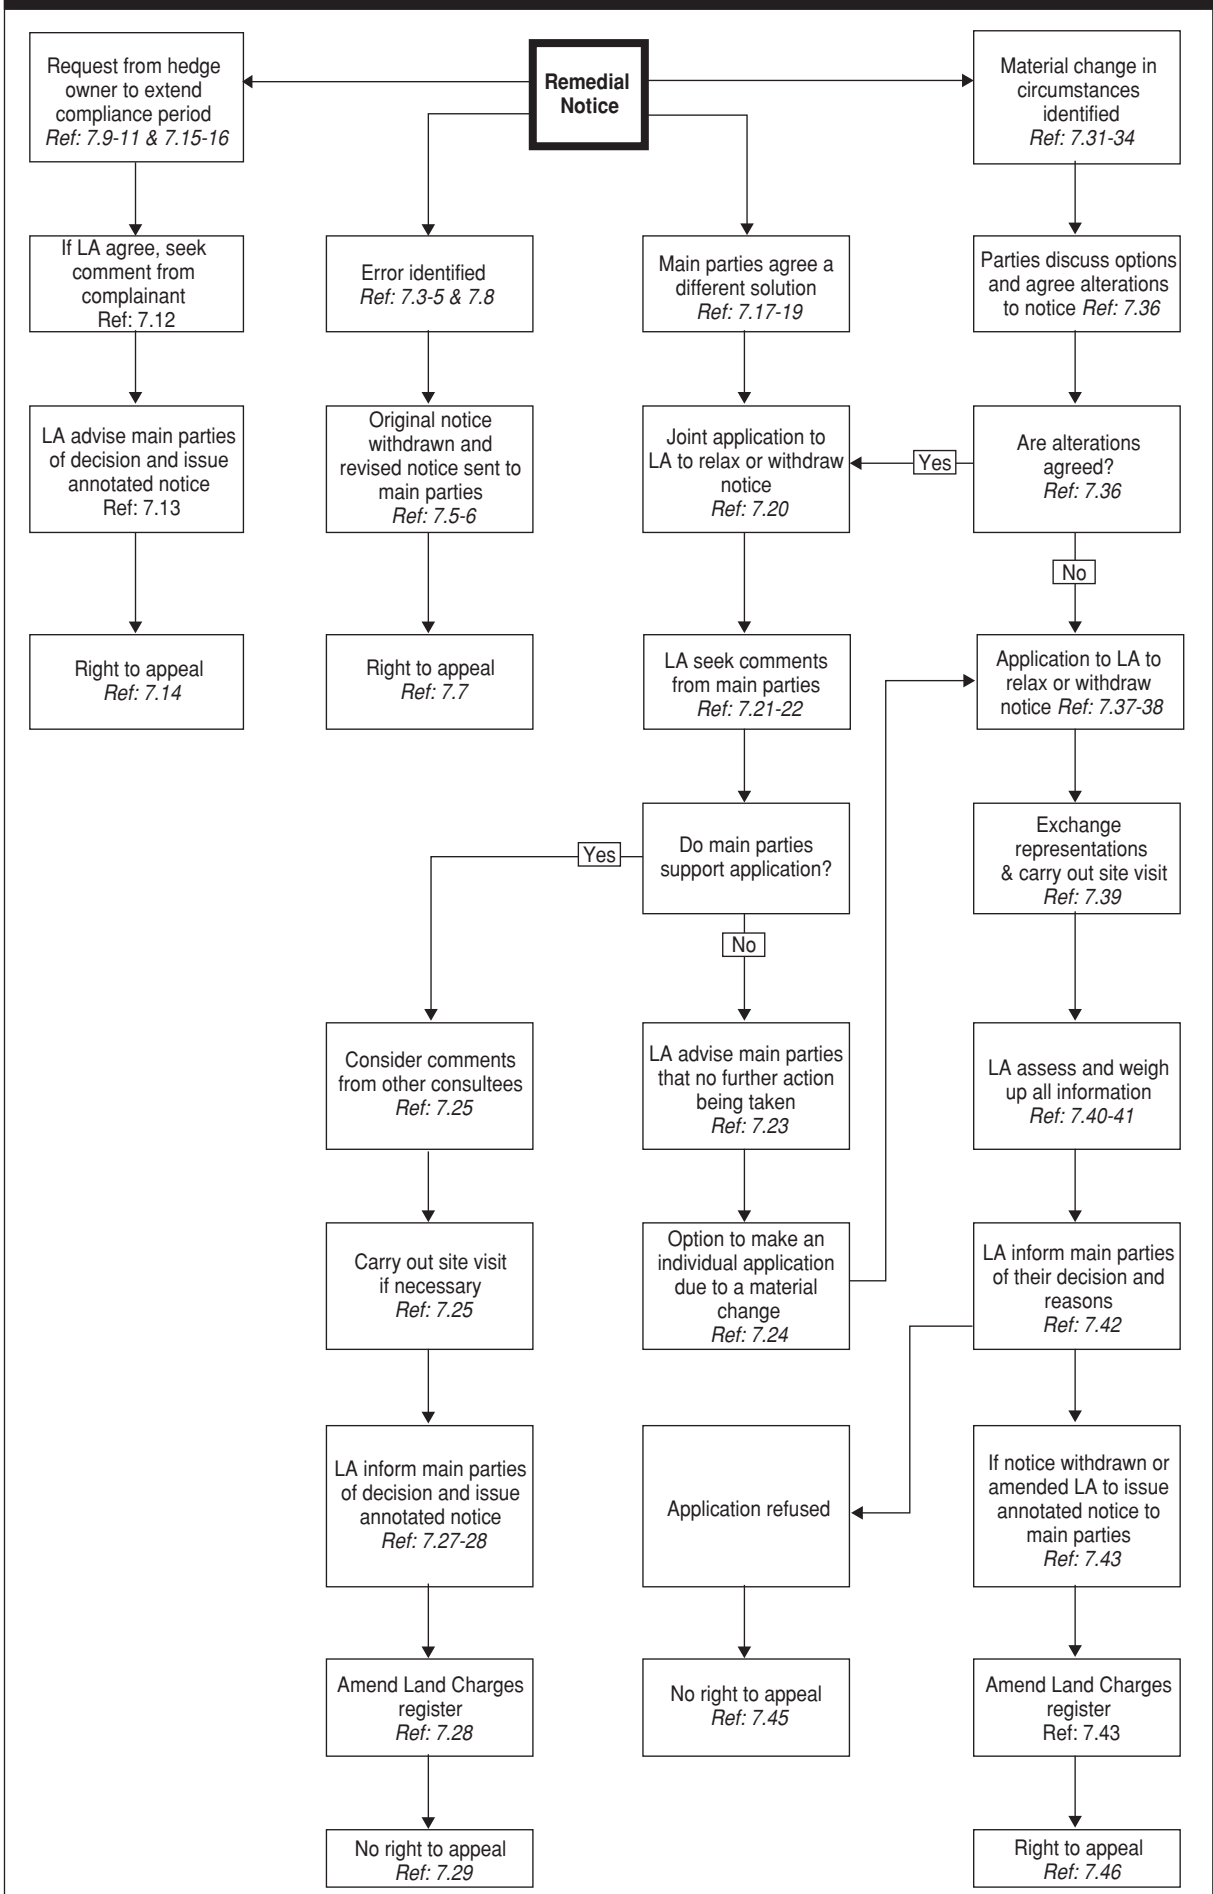 Request from hedge
owner to extend
compliance period
Ref: 7.9-11 & 7.15-16
Remedial
Notice
Material change in
circumstances
identified
Ref: 7.31-34
If LA agree, seek
comment from
complainant
Ref: 7.12
Error identified
Ref: 7.3-5 & 7.8
Main parties agree a
different solution
Ref: 7.17-19
Parties discuss options
and agree alterations
to notice Ref: 7.36
LA advise main parties
of decision and issue
annotated notice
Ref: 7.13
Original notice
withdrawn and
revised notice sent to
main parties
Ref: 7.5-6
Joint application to
LA to relax or withdraw
notice
Ref: 7.20
Yes
Are alterations
agreed?
Ref: 7.36
No
Right to appeal
Ref: 7.14
Right to appeal
Ref: 7.7
LA seek comments
from main parties
Ref: 7.21-22
Application to LA to
relax or withdraw
notice Ref: 7.37-38
Yes
Do main parties
support application?
No
Exchange
representations
& carry out site visit
Ref: 7.39
Consider comments
from other consultees
Ref: 7.25
LA advise main parties
that no further action
being taken
Ref: 7.23
LA assess and weigh
up all information
Ref: 7.40-41
Carry out site visit
if necessary
Ref: 7.25
Option to make an
individual application
due to a material
change
Ref: 7.24
LA inform main parties
of their decision and
reasons
Ref: 7.42
LA inform main parties
of decision and issue
annotated notice
Ref: 7.27-28
Application refused
If notice withdrawn or
amended LA to issue
annotated notice to
main parties
Ref: 7.43
Amend Land Charges
register
Ref: 7.28
No right to appeal
Ref: 7.45
Amend Land Charges
register
Ref: 7.43
No right to appeal
Ref: 7.29
Right to appeal
Ref: 7.46